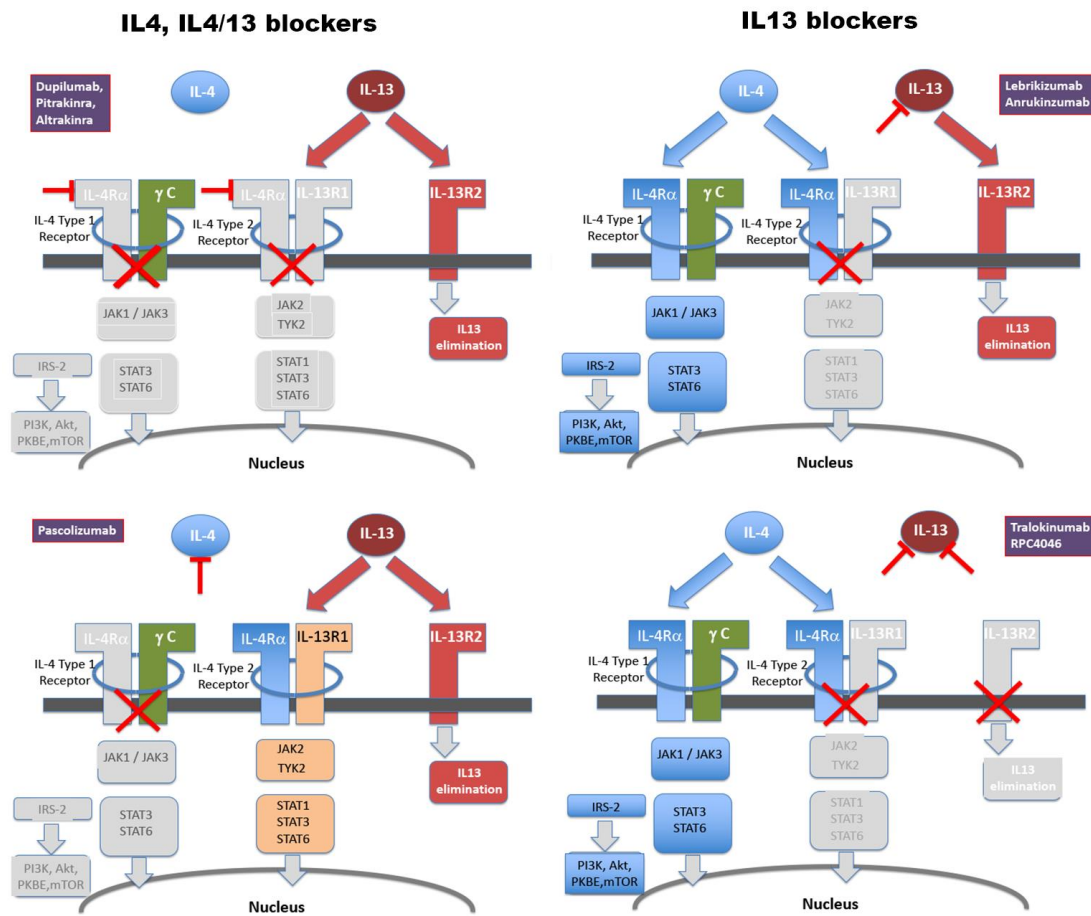 IL4, IL4/13 blockers
Dupilumab,
Pitrakinra,
Altrakinra
IL-4
IL-13
IL-4Rα
γ C
IL-4Rα
IL-13R1
IL-13R2
IL-4 Type 1
Receptor
IL-4 Type 2
Receptor
JAK1 / JAK3
JAK2
TYK2
IL13
elimination
IRS-2
STAT3
STAT6
STAT1
STAT3
STAT6
PI3K, Akt,
PKBE,mTOR
Nucleus
IL13 blockers
IL-4
IL-13
Lebrikizumab
Anrukinzumab
IL-4Rα
γ C
IL-4Rα
IL-13R1
IL-13R2
IL-4 Type 1
Receptor
IL-4 Type 2
Receptor
JAK1 / JAK3
JAK2
TYK2
IL13
elimination
IRS-2
STAT3
STAT6
STAT1
STAT3
STAT6
PI3K, Akt,
PKBE,mTOR
Nucleus
Pascolizumab
IL-4
IL-13
IL-4Rα
γ C
IL-4Rα
IL-13R1
IL-13R2
IL-4 Type 1
Receptor
IL-4 Type 2
Receptor
JAK1 / JAK3
JAK2
TYK2
IL13
elimination
IRS-2
STAT3
STAT6
STAT1
STAT3
STAT6
PI3K, Akt,
PKBE,mTOR
Nucleus
IL-4
IL-13
Tralokinumab
RPC4046
IL-4Rα
γ C
IL-4Rα
IL-13R1
IL-13R2
IL-4 Type 1
Receptor
IL-4 Type 2
Receptor
JAK1 / JAK3
JAK2
TYK2
IL13
elimination
IRS-2
STAT3
STAT6
STAT1
STAT3
STAT6
PI3K, Akt,
PKBE,mTOR
Nucleus